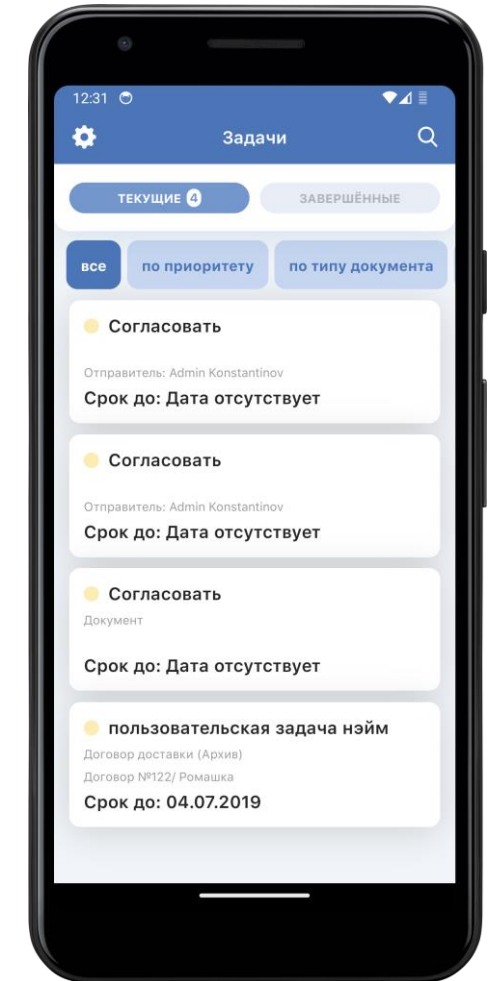 12:31
Задачи
ТЕКУЩИЕ 4
ЗАВЕРШЁННЫЕ
все
по приоритету
по типу документа
Согласовать
Отправитель: Admin Konstantinov
Срок до: Дата отсутствует
Согласовать
Отправитель: Admin Konstantinov
Срок до: Дата отсутствует
Согласовать
Документ
Срок до: Дата отсутствует
пользовательская задача нэйм
Договор доставки (Архив)
Договор №122/ Ромашка
Срок до: 04.07.2019